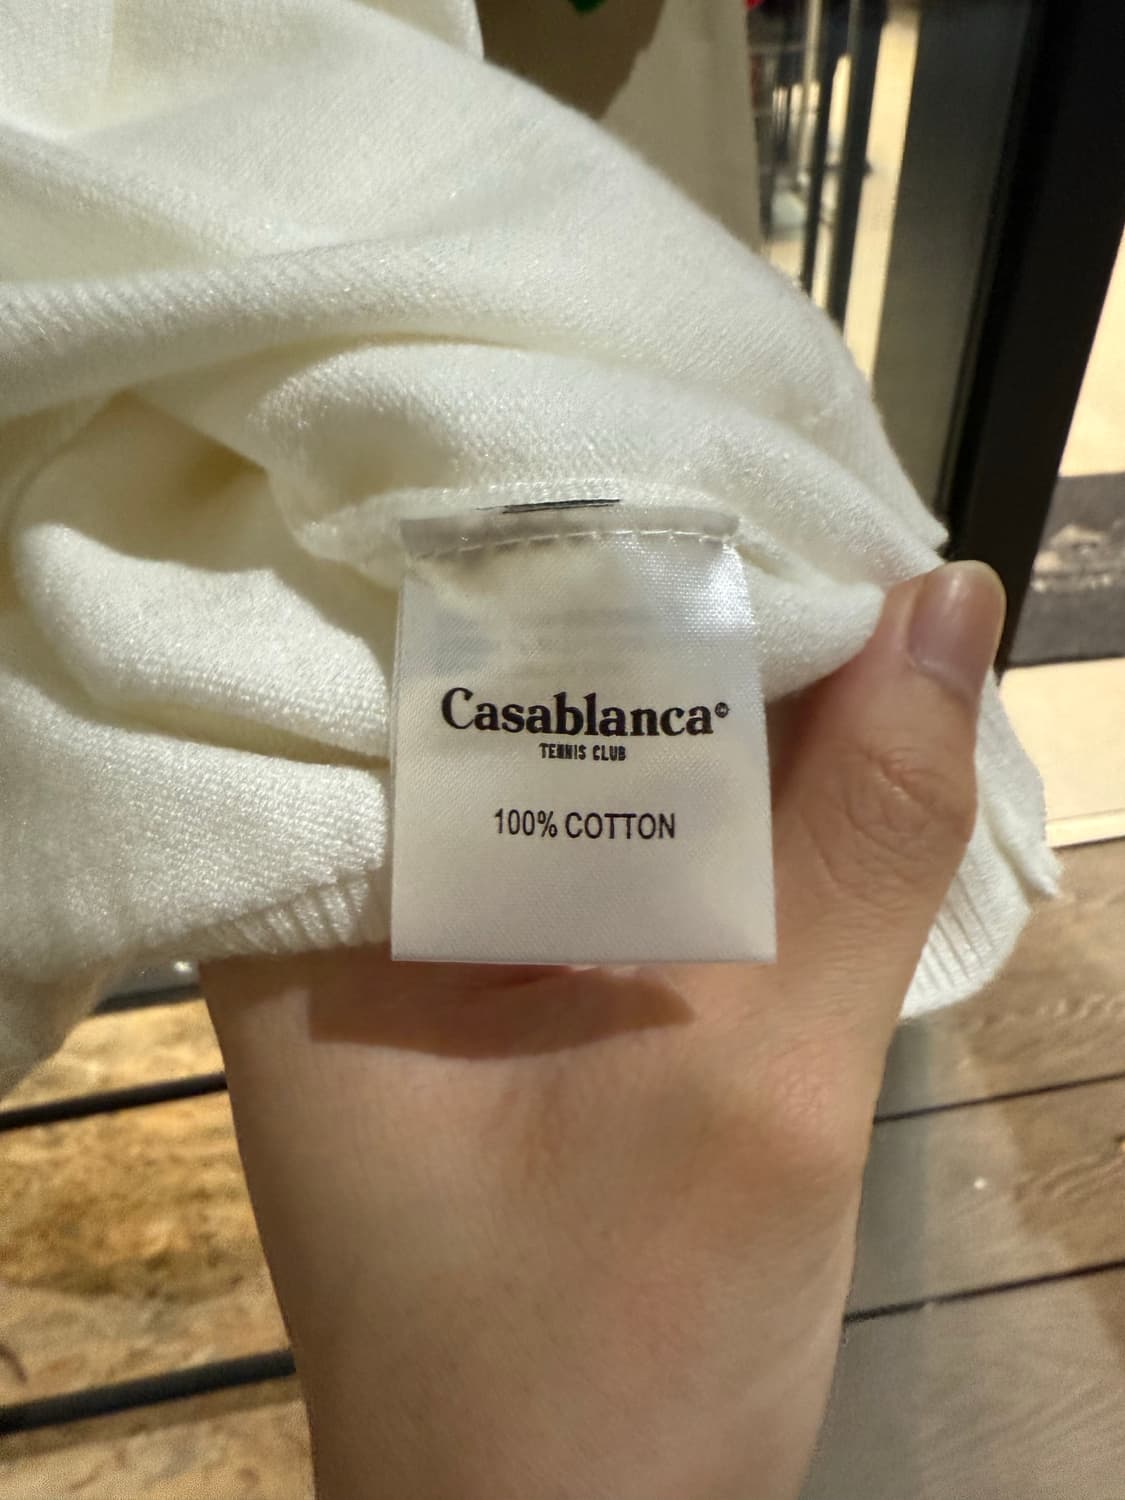 Casablanca©
TENNIS CLUB
100% COTTON